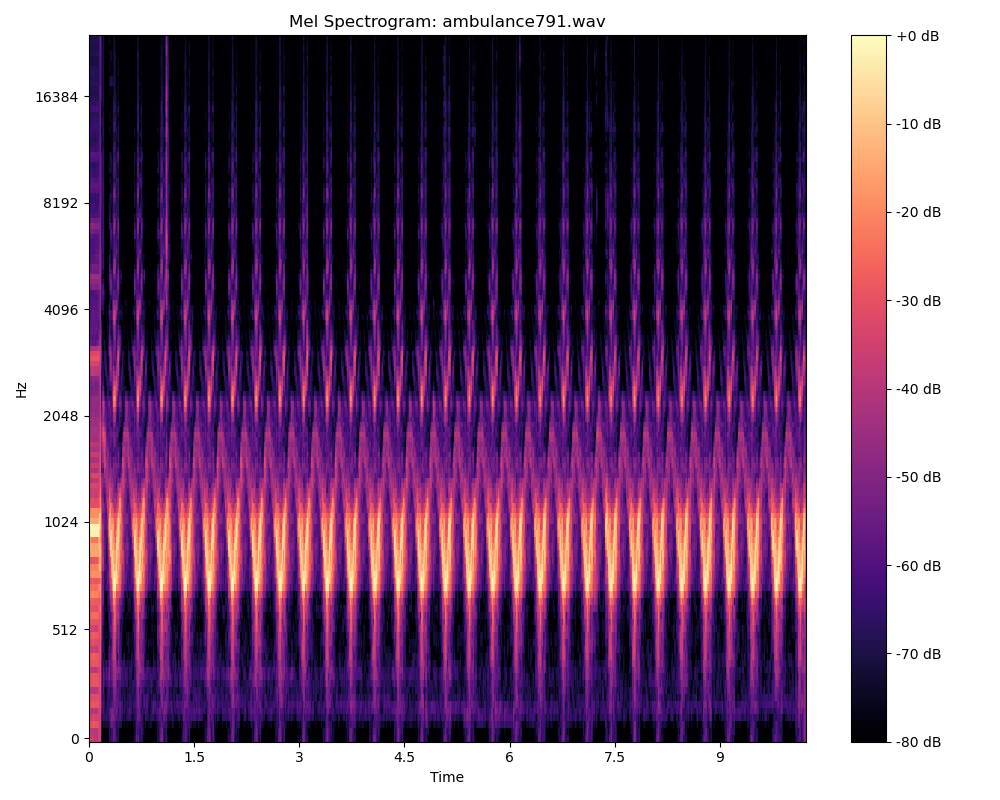 Mel Spectrogram: ambulance791.wav
+0 dB
16384
-10 dB
-20 dB
8192
-30 dB
4096
Hz
-40 dB
2048
-50 dB
1024
-60 dB
512
-70 dB
0
-80 dB
0 1.5 3 4.5 6 7.5 9
Time